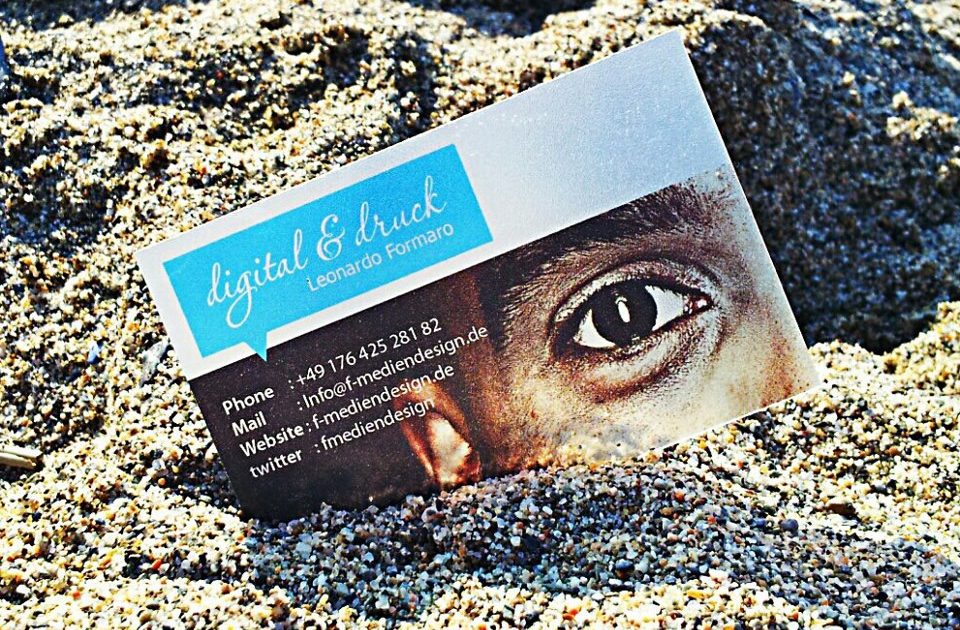 digital & druck
Leonardo Formaro
Phone : +49 176 425 281 82
Mail : Info@f-mediendesign.de
Website : f-mediendesign.de
twitter : fmediendesign